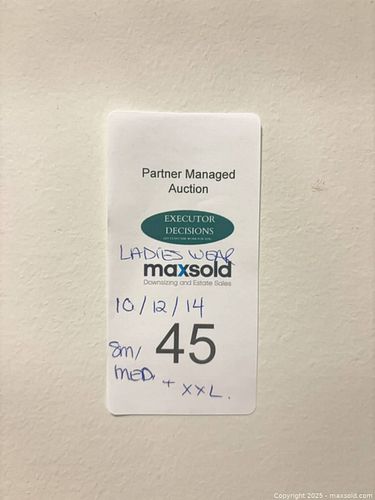 Partner Managed
Auction
EXECUTOR
DECISIONS
LADIES WEAR
maxsold
Downsizing and Estate Sales
10/12/14
45
sm/
MED. + XXL.
Copyright © 2025 - maxsold.com